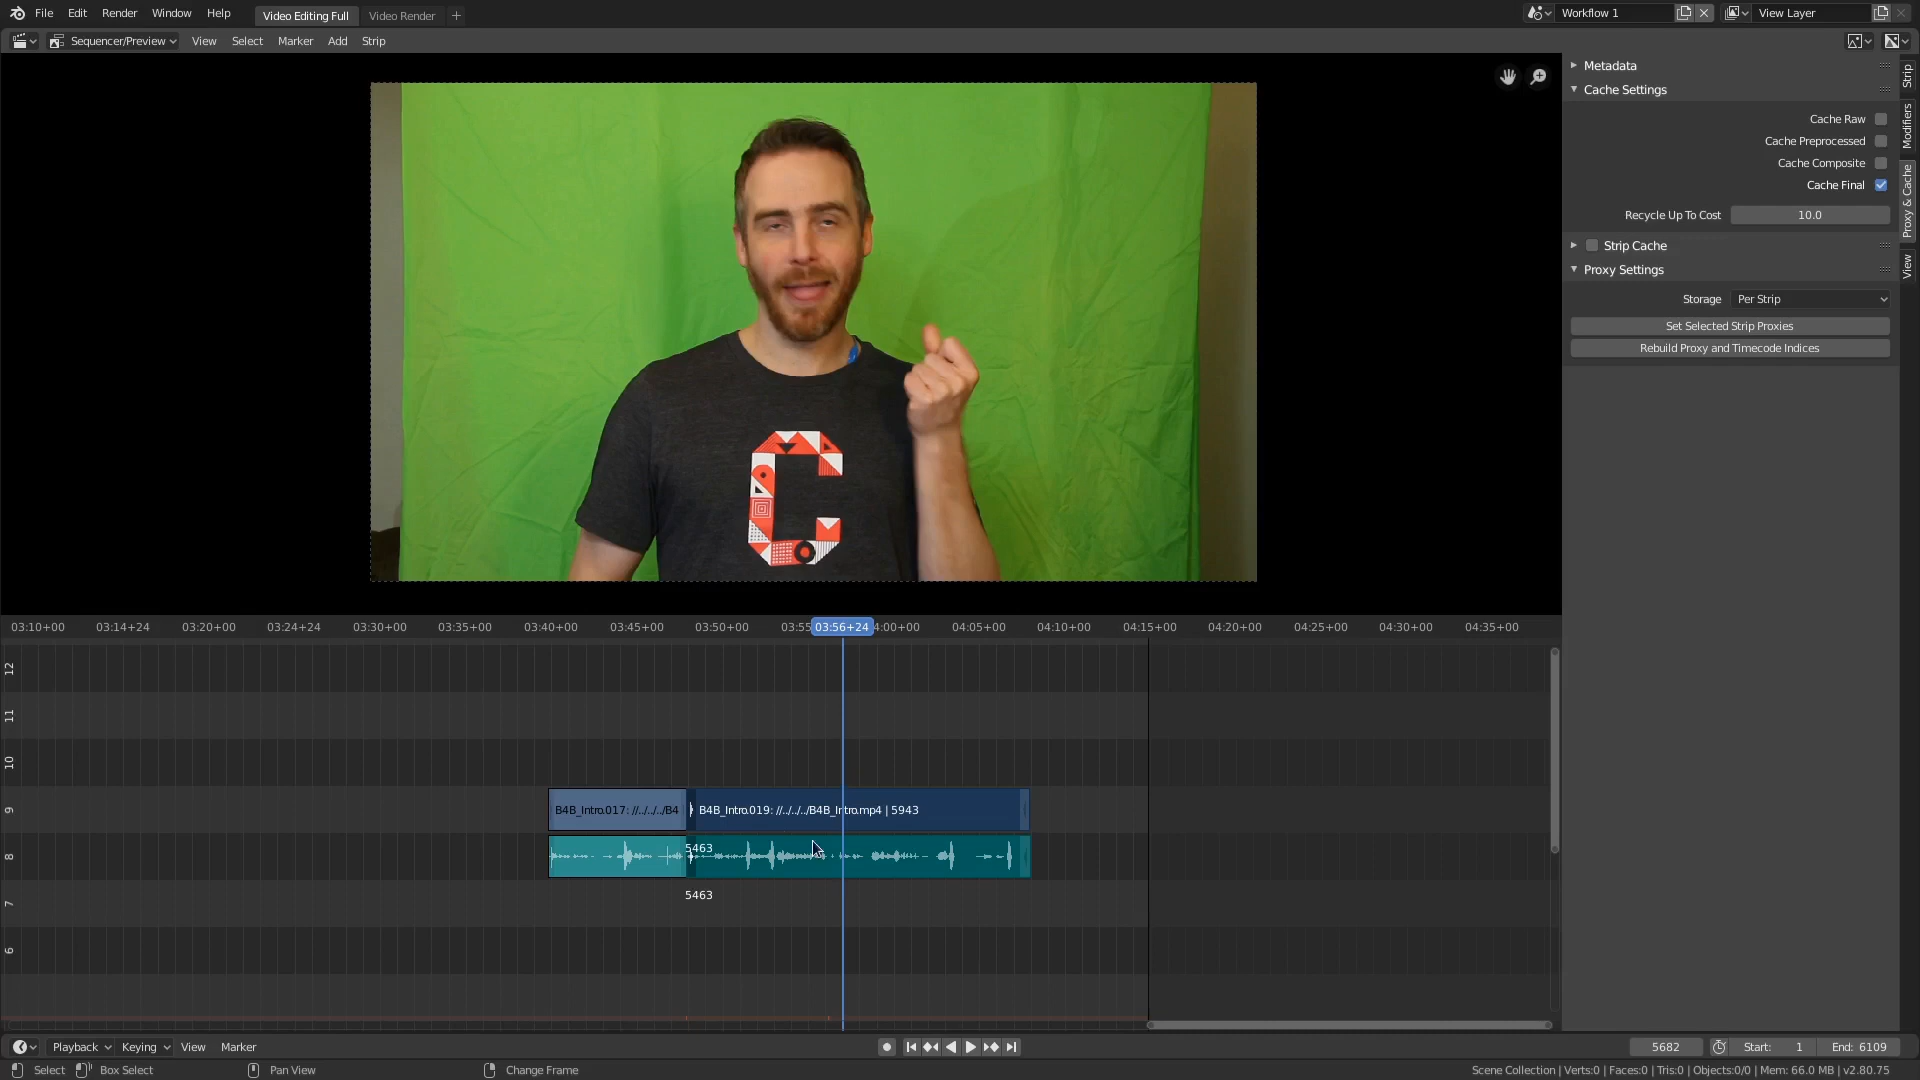 File Edit Render Window Help Video Editing Full Video Render + Workflow 1 View Layer
Sequencer/Preview View Select Marker Add Strip
Metadata
Cache Settings
Cache Raw
Cache Preprocessed
Cache Composite
Cache Final
Recycle Up To Cost 10.0
Strip Cache
Proxy Settings
Storage Per Strip
Set Selected Strip Proxies
Rebuild Proxy and Timecode Indices
Strip
Modifiers
Proxy & Cache
View
C
03:10+00 03:14+24 03:20+00 03:24+24 03:30+00 03:35+00 03:40+00 03:45+00 03:50+00 03:55 03:56+24 4:00+00 04:05+00 04:10+00 04:15+00 04:20+00 04:25+00 04:30+00 04:35+00
12
11
10
9 B4B_Intro.017: //../../../B4 B4B_Intro.019: //../../../B4B_Intro.mp4 | 5943
8 5463
7 5463
6
Playback Keying View Marker 5682 Start: 1 End: 6109
Select Box Select Pan View Change Frame Scene Collection | Verts:0 | Faces:0 | Tris:0 | Objects:0/0 | Mem: 66.0 MB | v2.80.75